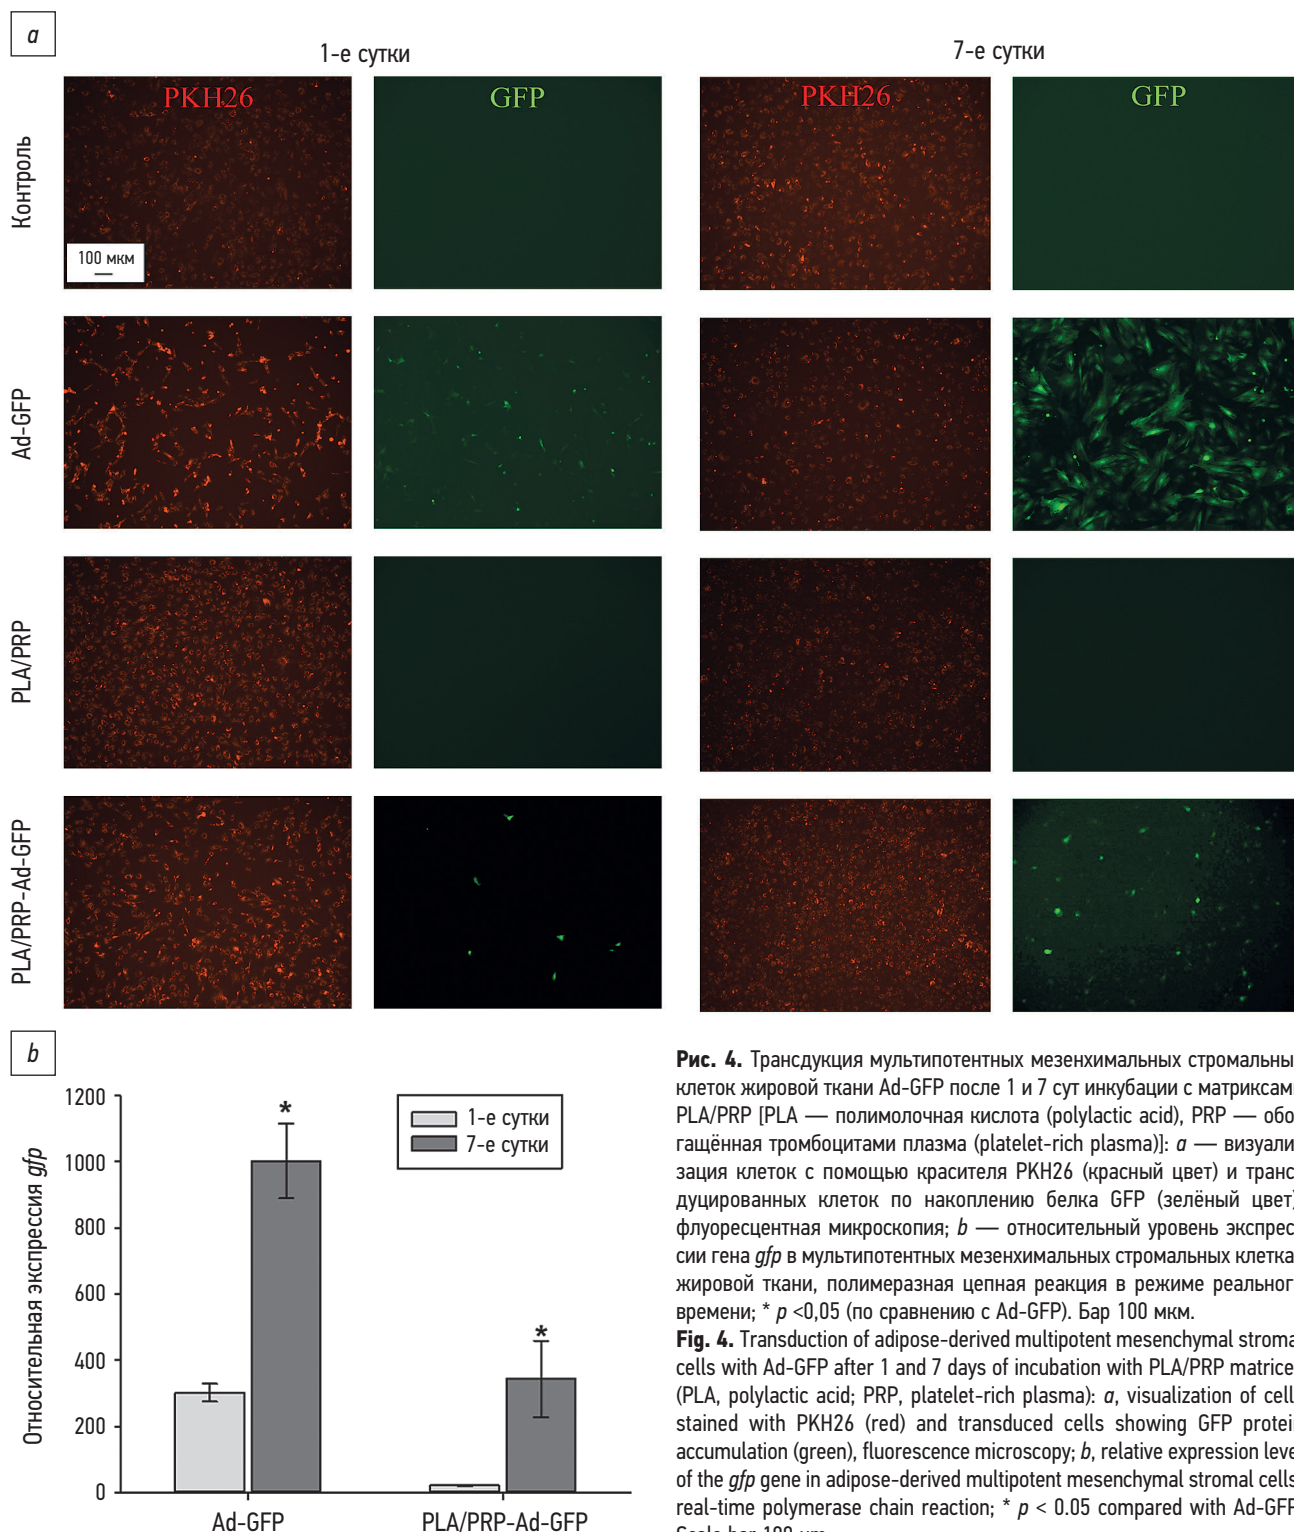 a
1-е сутки
7-е сутки
PKH26
GFP
PKH26
GFP
Контроль
100 мкм
Ad-GFP
PLA/PRP
PLA/PRP-Ad-GFP
b
Относительная экспрессия gfp
1200
1000
800
600
400
200
0
*
*
1-е сутки
7-е сутки
Ad-GFP
PLA/PRP-Ad-GFP
Рис. 4. Трансдукция мультипотентных мезенхимальных стромальны
клеток жировой ткани Ad-GFP после 1 и 7 сут инкубации с матриксам
PLA/PRP [PLA — полимолочная кислота (polylactic acid), PRP — обо
гащённая тромбоцитами плазма (platelet-rich plasma)]: a — визуали
зация клеток с помощью красителя PKH26 (красный цвет) и транс
дуцированных клеток по накоплению белка GFP (зелёный цвет)
флуоресцентная микроскопия; b — относительный уровень экспрес
сии гена gfp в мультипотентных мезенхимальных стромальных клетка
жировой ткани, полимеразная цепная реакция в режиме реальног
времени; * p <0,05 (по сравнению с Ad-GFP). Бар 100 мкм.
Fig. 4. Transduction of adipose-derived multipotent mesenchymal stroma
cells with Ad-GFP after 1 and 7 days of incubation with PLA/PRP matrice
(PLA, polylactic acid; PRP, platelet-rich plasma): a, visualization of cell
stained with PKH26 (red) and transduced cells showing GFP protei
accumulation (green), fluorescence microscopy; b, relative expression leve
of the gfp gene in adipose-derived multipotent mesenchymal stromal cells
real-time polymerase chain reaction; * p < 0.05 compared with Ad-GFP
Scale bar 100 µm